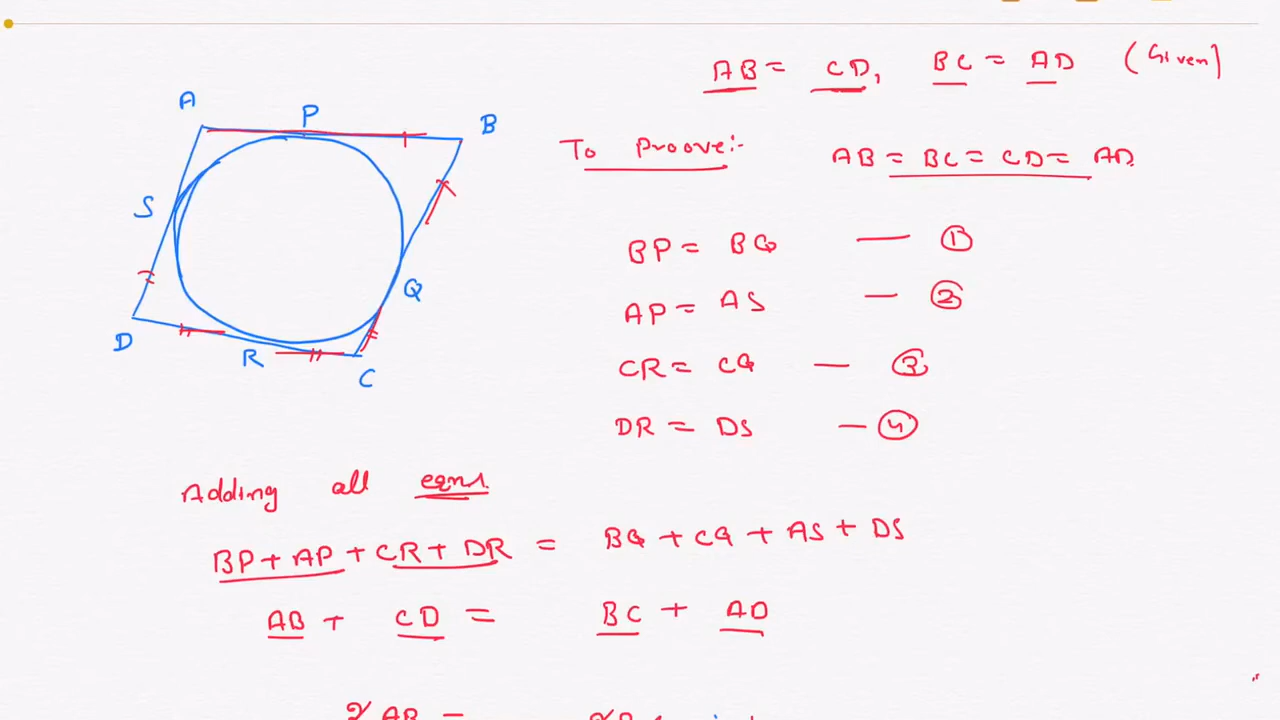 AB = CD, BC = AD (Given)
A
P
B
To Proove:-
AB = BC = CD = AD
S
BP = BQ — 1
Q
AP = AS — 2
D
R
C
CR = CQ — 3
DR = DS — 4
Adding all eqns.
BP + AP + CR + DR = BQ + CQ + AS + DS
AB + CD = BC + AD
2AB =